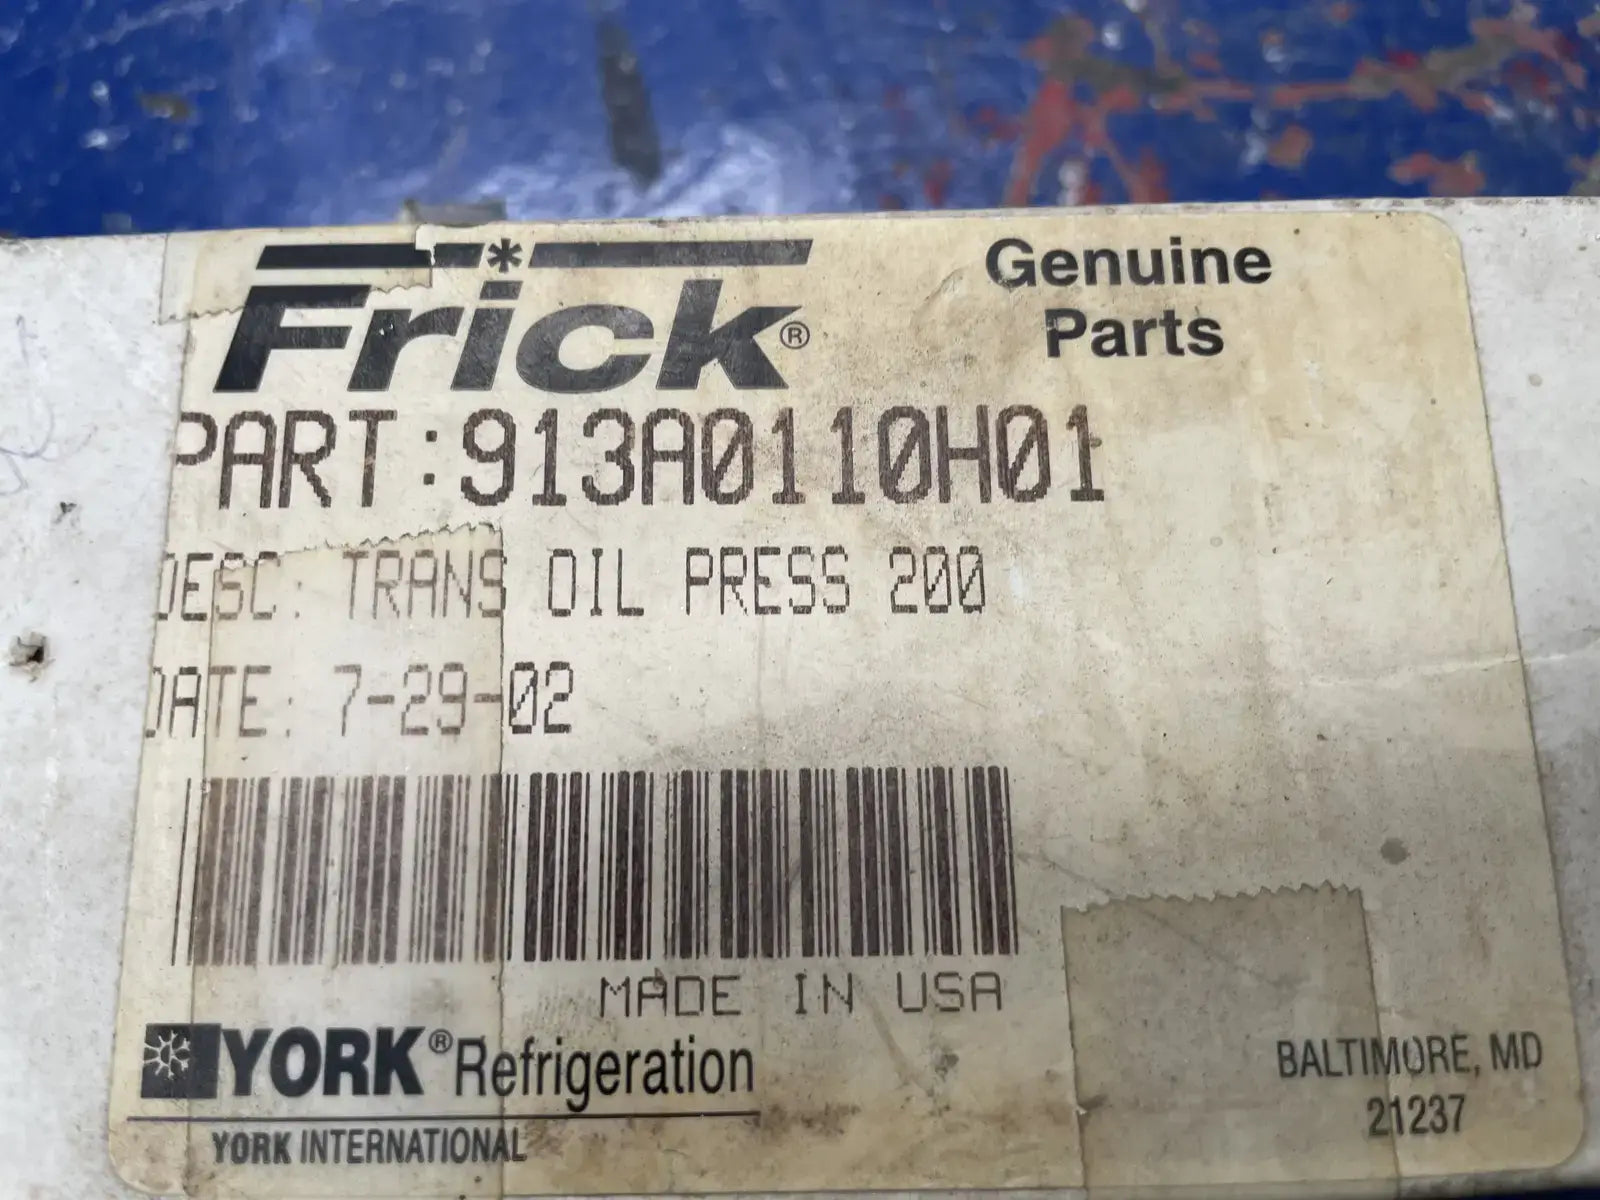 Frick®
Genuine
Parts
PART:913A0110H01
DESC: TRANS OIL PRESS 200
DATE: 7-29-02
MADE IN USA
YORK® Refrigeration
YORK INTERNATIONAL
BALTIMORE, MD
21237